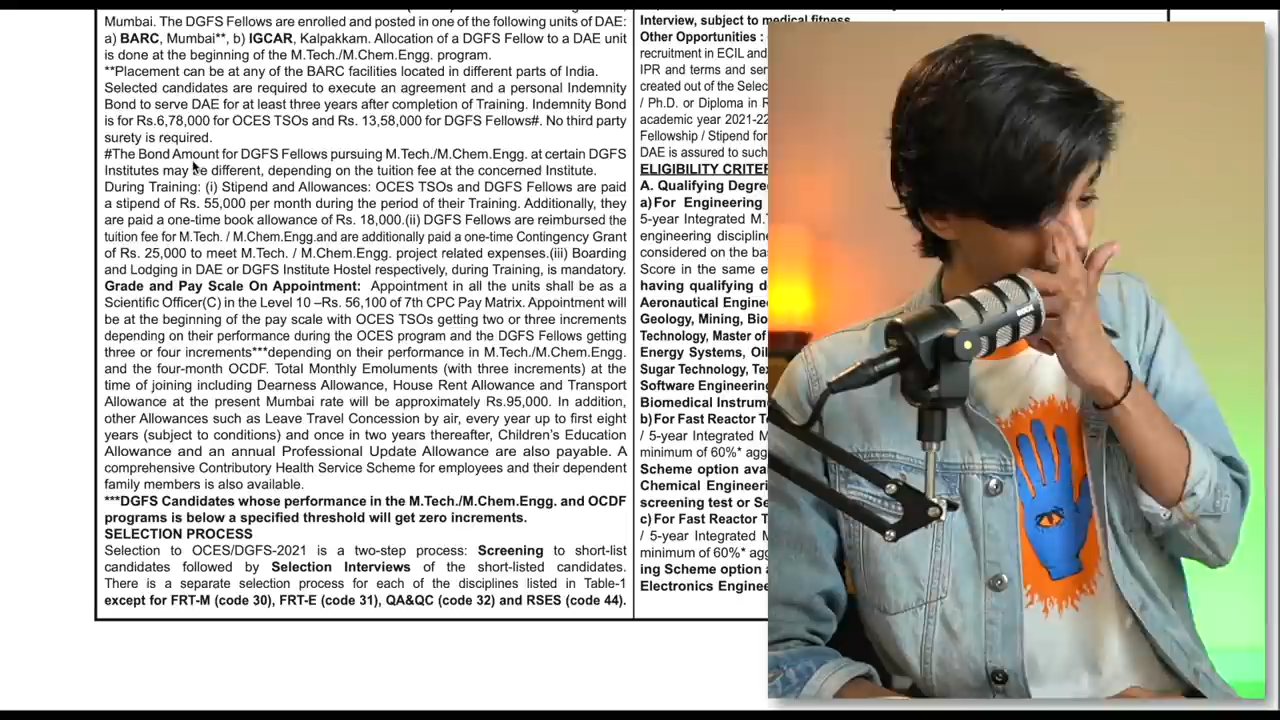 Mumbai. The DGFS Fellows are enrolled and posted in one of the following units of DAE:
a) BARC, Mumbai**, b) IGCAR, Kalpakkam. Allocation of a DGFS Fellow to a DAE unit
is done at the beginning of the M.Tech./M.Chem.Engg. program.
**Placement can be at any of the BARC facilities located in different parts of India.
Selected candidates are required to execute an agreement and a personal Indemnity
Bond to serve DAE for at least three years after completion of Training. Indemnity Bond
is for Rs.6,78,000 for OCES TSOs and Rs. 13,58,000 for DGFS Fellows#. No third party
surety is required.
#The Bond Amount for DGFS Fellows pursuing M.Tech./M.Chem.Engg. at certain DGFS
Institutes may be different, depending on the tuition fee at the concerned Institute.
During Training: (i) Stipend and Allowances: OCES TSOs and DGFS Fellows are paid
a stipend of Rs. 55,000 per month during the period of their Training. Additionally, they
are paid a one-time book allowance of Rs. 18,000.(ii) DGFS Fellows are reimbursed the
tuition fee for M.Tech. / M.Chem.Engg.and are additionally paid a one-time Contingency Grant
of Rs. 25,000 to meet M.Tech. / M.Chem.Engg. project related expenses.(iii) Boarding
and Lodging in DAE or DGFS Institute Hostel respectively, during Training, is mandatory.
Grade and Pay Scale On Appointment: Appointment in all the units shall be as a
Scientific Officer(C) in the Level 10 –Rs. 56,100 of 7th CPC Pay Matrix. Appointment will
be at the beginning of the pay scale with OCES TSOs getting two or three increments
depending on their performance during the OCES program and the DGFS Fellows getting
three or four increments***depending on their performance in M.Tech./M.Chem.Engg.
and the four-month OCDF. Total Monthly Emoluments (with three increments) at the
time of joining including Dearness Allowance, House Rent Allowance and Transport
Allowance at the present Mumbai rate will be approximately Rs.95,000. In addition,
other Allowances such as Leave Travel Concession by air, every year up to first eight
years (subject to conditions) and once in two years thereafter, Children's Education
Allowance and an annual Professional Update Allowance are also payable. A
comprehensive Contributory Health Service Scheme for employees and their dependent
family members is also available.
***DGFS Candidates whose performance in the M.Tech./M.Chem.Engg. and OCDF
programs is below a specified threshold will get zero increments.
SELECTION PROCESS
Selection to OCES/DGFS-2021 is a two-step process: Screening to short-list
candidates followed by Selection Interviews of the short-listed candidates.
There is a separate selection process for each of the disciplines listed in Table-1
except for FRT-M (code 30), FRT-E (code 31), QA&QC (code 32) and RSES (code 44).
Interview, subject to medical fitness
Other Opportunities :
recruitment in ECIL and
IPR and terms and ser
created out of the Selec
/ Ph.D. or Diploma in R
academic year 2021-22
Fellowship / Stipend for
DAE is assured to such
ELIGIBILITY CRITER
A. Qualifying Degre
a)For Engineering
5-year Integrated M.T
engineering disciplin
considered on the ba
Score in the same e
having qualifying d
Aeronautical Engine
Geology, Mining, Bio
Technology, Master of
Energy Systems, Oil
Sugar Technology, Tex
Software Engineering
Biomedical Instrum
b)For Fast Reactor Te
/ 5-year Integrated M
minimum of 60%* agg
Scheme option avai
Chemical Engineeri
screening test or Se
c)For Fast Reactor T
/ 5-year Integrated M
minimum of 60%* agg
ing Scheme option a
Electronics Enginee